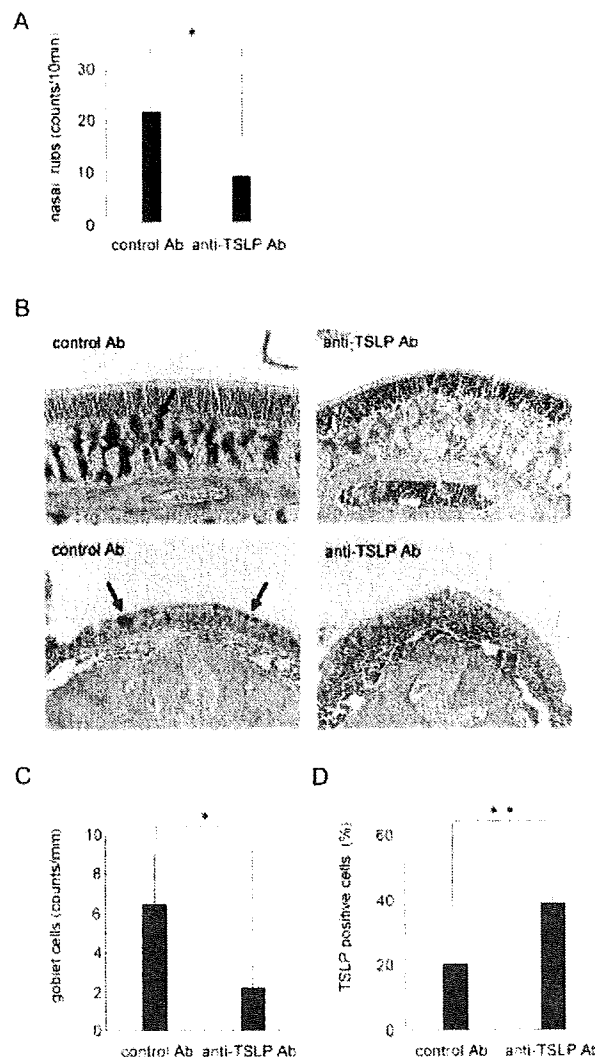 A
*
nasal rubs (counts/10min)
30
20
10
0
control Ab
anti-TSLP Ab
B
control Ab
anti-TSLP Ab
control Ab
anti-TSLP Ab
C
*
goblet cells (counts/mm)
10
8
6
4
2
0
control Ab
anti-TSLP Ab
D
* *
TSLP positive cells (%)
60
40
20
0
control Ab
anti-TSLP Ab